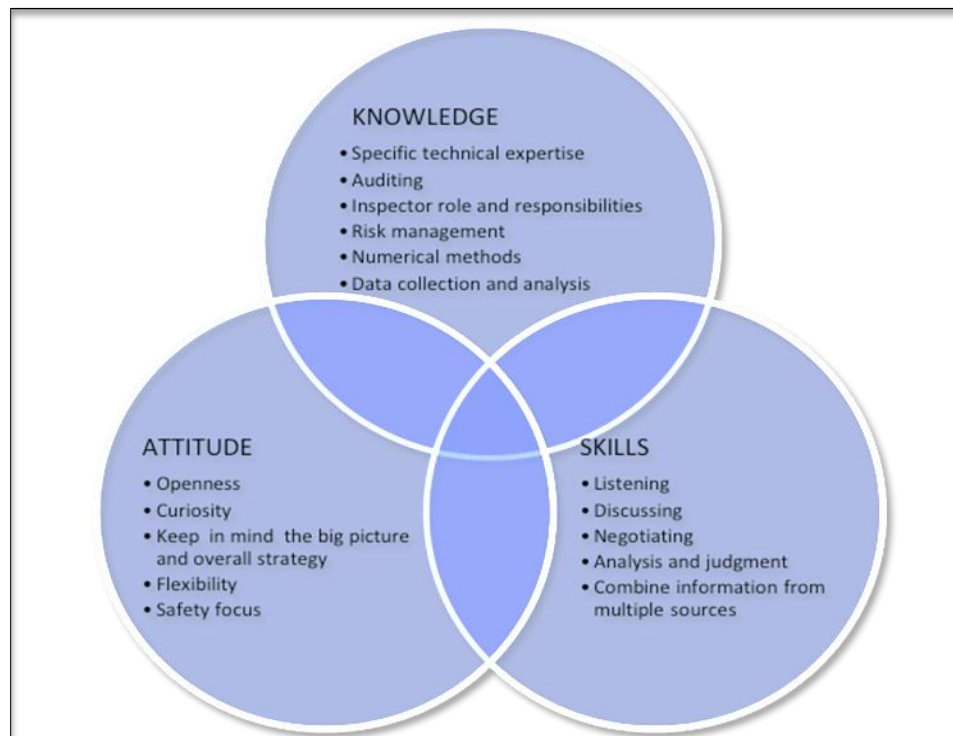 KNOWLEDGE
• Specific technical expertise
• Auditing
• Inspector role and responsibilities
• Risk management
• Numerical methods
• Data collection and analysis
ATTITUDE
• Openness
• Curiosity
• Keep in mind the big picture
and overall strategy
• Flexibility
• Safety focus
SKILLS
• Listening
• Discussing
• Negotiating
• Analysis and judgment
• Combine information from
multiple sources